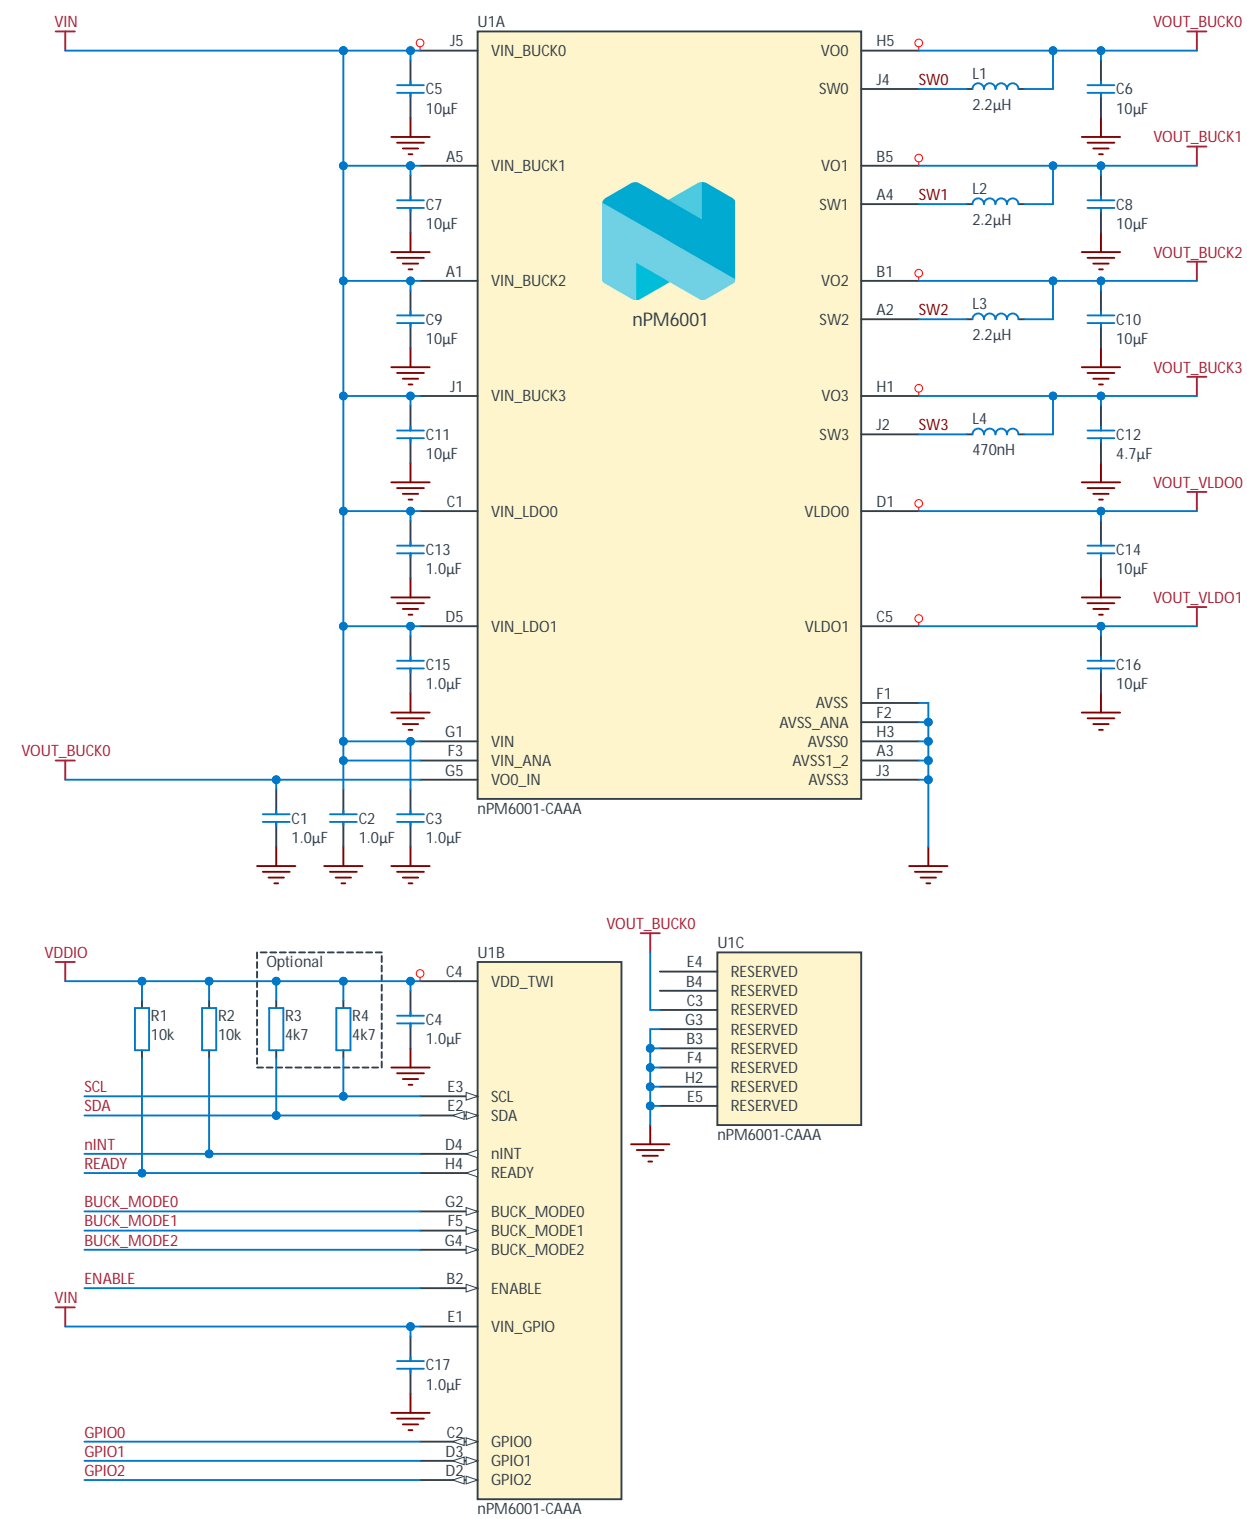 VIN
U1A
VOUT_BUCK0
J5 VIN_BUCK0 VO0 H5
C5 SW0 J4 SW0 L1 C6
10µF 2.2µH 10µF
VOUT_BUCK1
A5 VIN_BUCK1 VO1 B5
C7 SW1 A4 SW1 L2 C8
10µF 2.2µH 10µF
VOUT_BUCK2
A1 VIN_BUCK2 VO2 B1
C9 nPM6001 SW2 A2 SW2 L3 C10
10µF 2.2µH 10µF
VOUT_BUCK3
J1 VIN_BUCK3 VO3 H1
C11 SW3 J2 SW3 L4 C12
10µF 470nH 4.7µF
VOUT_VLDO0
C1 VIN_LDO0 VLDO0 D1
C13 C14
1.0µF 10µF
VOUT_VLDO1
D5 VIN_LDO1 VLDO1 C5
C15 C16
1.0µF 10µF
AVSS F1
AVSS_ANA F2
G1 VIN AVSS0 H3
VOUT_BUCK0 F3 VIN_ANA AVSS1_2 A3
G5 VO0_IN AVSS3 J3
nPM6001-CAAA
C1 C2 C3
1.0µF 1.0µF 1.0µF
VDDIO
Optional
U1B
C4 VDD_TWI
R1 R2 R3 R4 C4
10k 10k 4k7 4k7 1.0µF
SCL E3 SCL
SDA E2 SDA
nINT D4 nINT
READY H4 READY
BUCK_MODE0 G2 BUCK_MODE0
BUCK_MODE1 F5 BUCK_MODE1
BUCK_MODE2 G4 BUCK_MODE2
ENABLE B2 ENABLE
VIN
E1 VIN_GPIO
C17
1.0µF
GPIO0 C2 GPIO0
GPIO1 D3 GPIO1
GPIO2 D2 GPIO2
nPM6001-CAAA
VOUT_BUCK0
U1C
E4 RESERVED
B4 RESERVED
C3 RESERVED
G3 RESERVED
B3 RESERVED
F4 RESERVED
H2 RESERVED
E5 RESERVED
nPM6001-CAAA